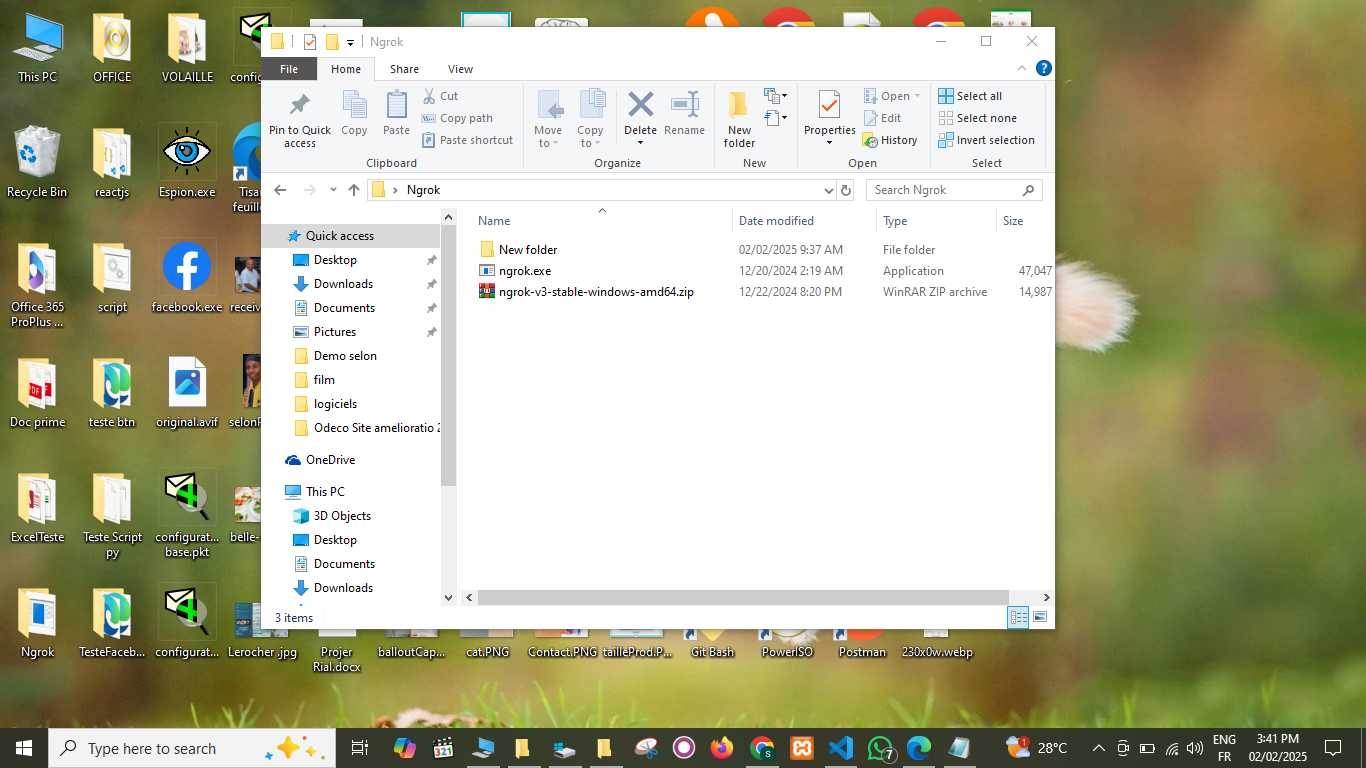 Ngrok
File Home Share View
Pin to Quick access
Copy
Paste
Cut
Copy path
Paste shortcut
Clipboard
Move to
Copy to
Delete
Rename
Organize
New folder
New
Properties
Open
Edit
History
Open
Select all
Select none
Invert selection
Select
Ngrok
Search Ngrok
Name Date modified Type Size
New folder 02/02/2025 9:37 AM File folder
ngrok.exe 12/20/2024 2:19 AM Application 47,047
ngrok-v3-stable-windows-amd64.zip 12/22/2024 8:20 PM WinRAR ZIP archive 14,987
Quick access
Desktop
Downloads
Documents
Pictures
Demo selon
film
logiciels
Odeco Site amelioratio 2
OneDrive
This PC
3D Objects
Desktop
Documents
Downloads
3 items
This PC
OFFICE
VOLAILLE
Recycle Bin
reactjs
Espion.exe
Tisan
feuill
Office 365
ProPlus ...
script
facebook.exe
Doc prime
teste btn
original.avif
ExcelTeste
Teste Script
py
configurat...
base.pkt
belle-
Ngrok
TesteFaceb...
configurat...
Lerocher .jpg
Projer
Rial.docx
balloutCap...
cat.PNG
Contact.PNG
tailleProd.P...
Git Bash
PowerISO
Postman
230x0w.webp
Type here to search
321
7
1
28°C
ENG
FR
3:41 PM
02/02/2025